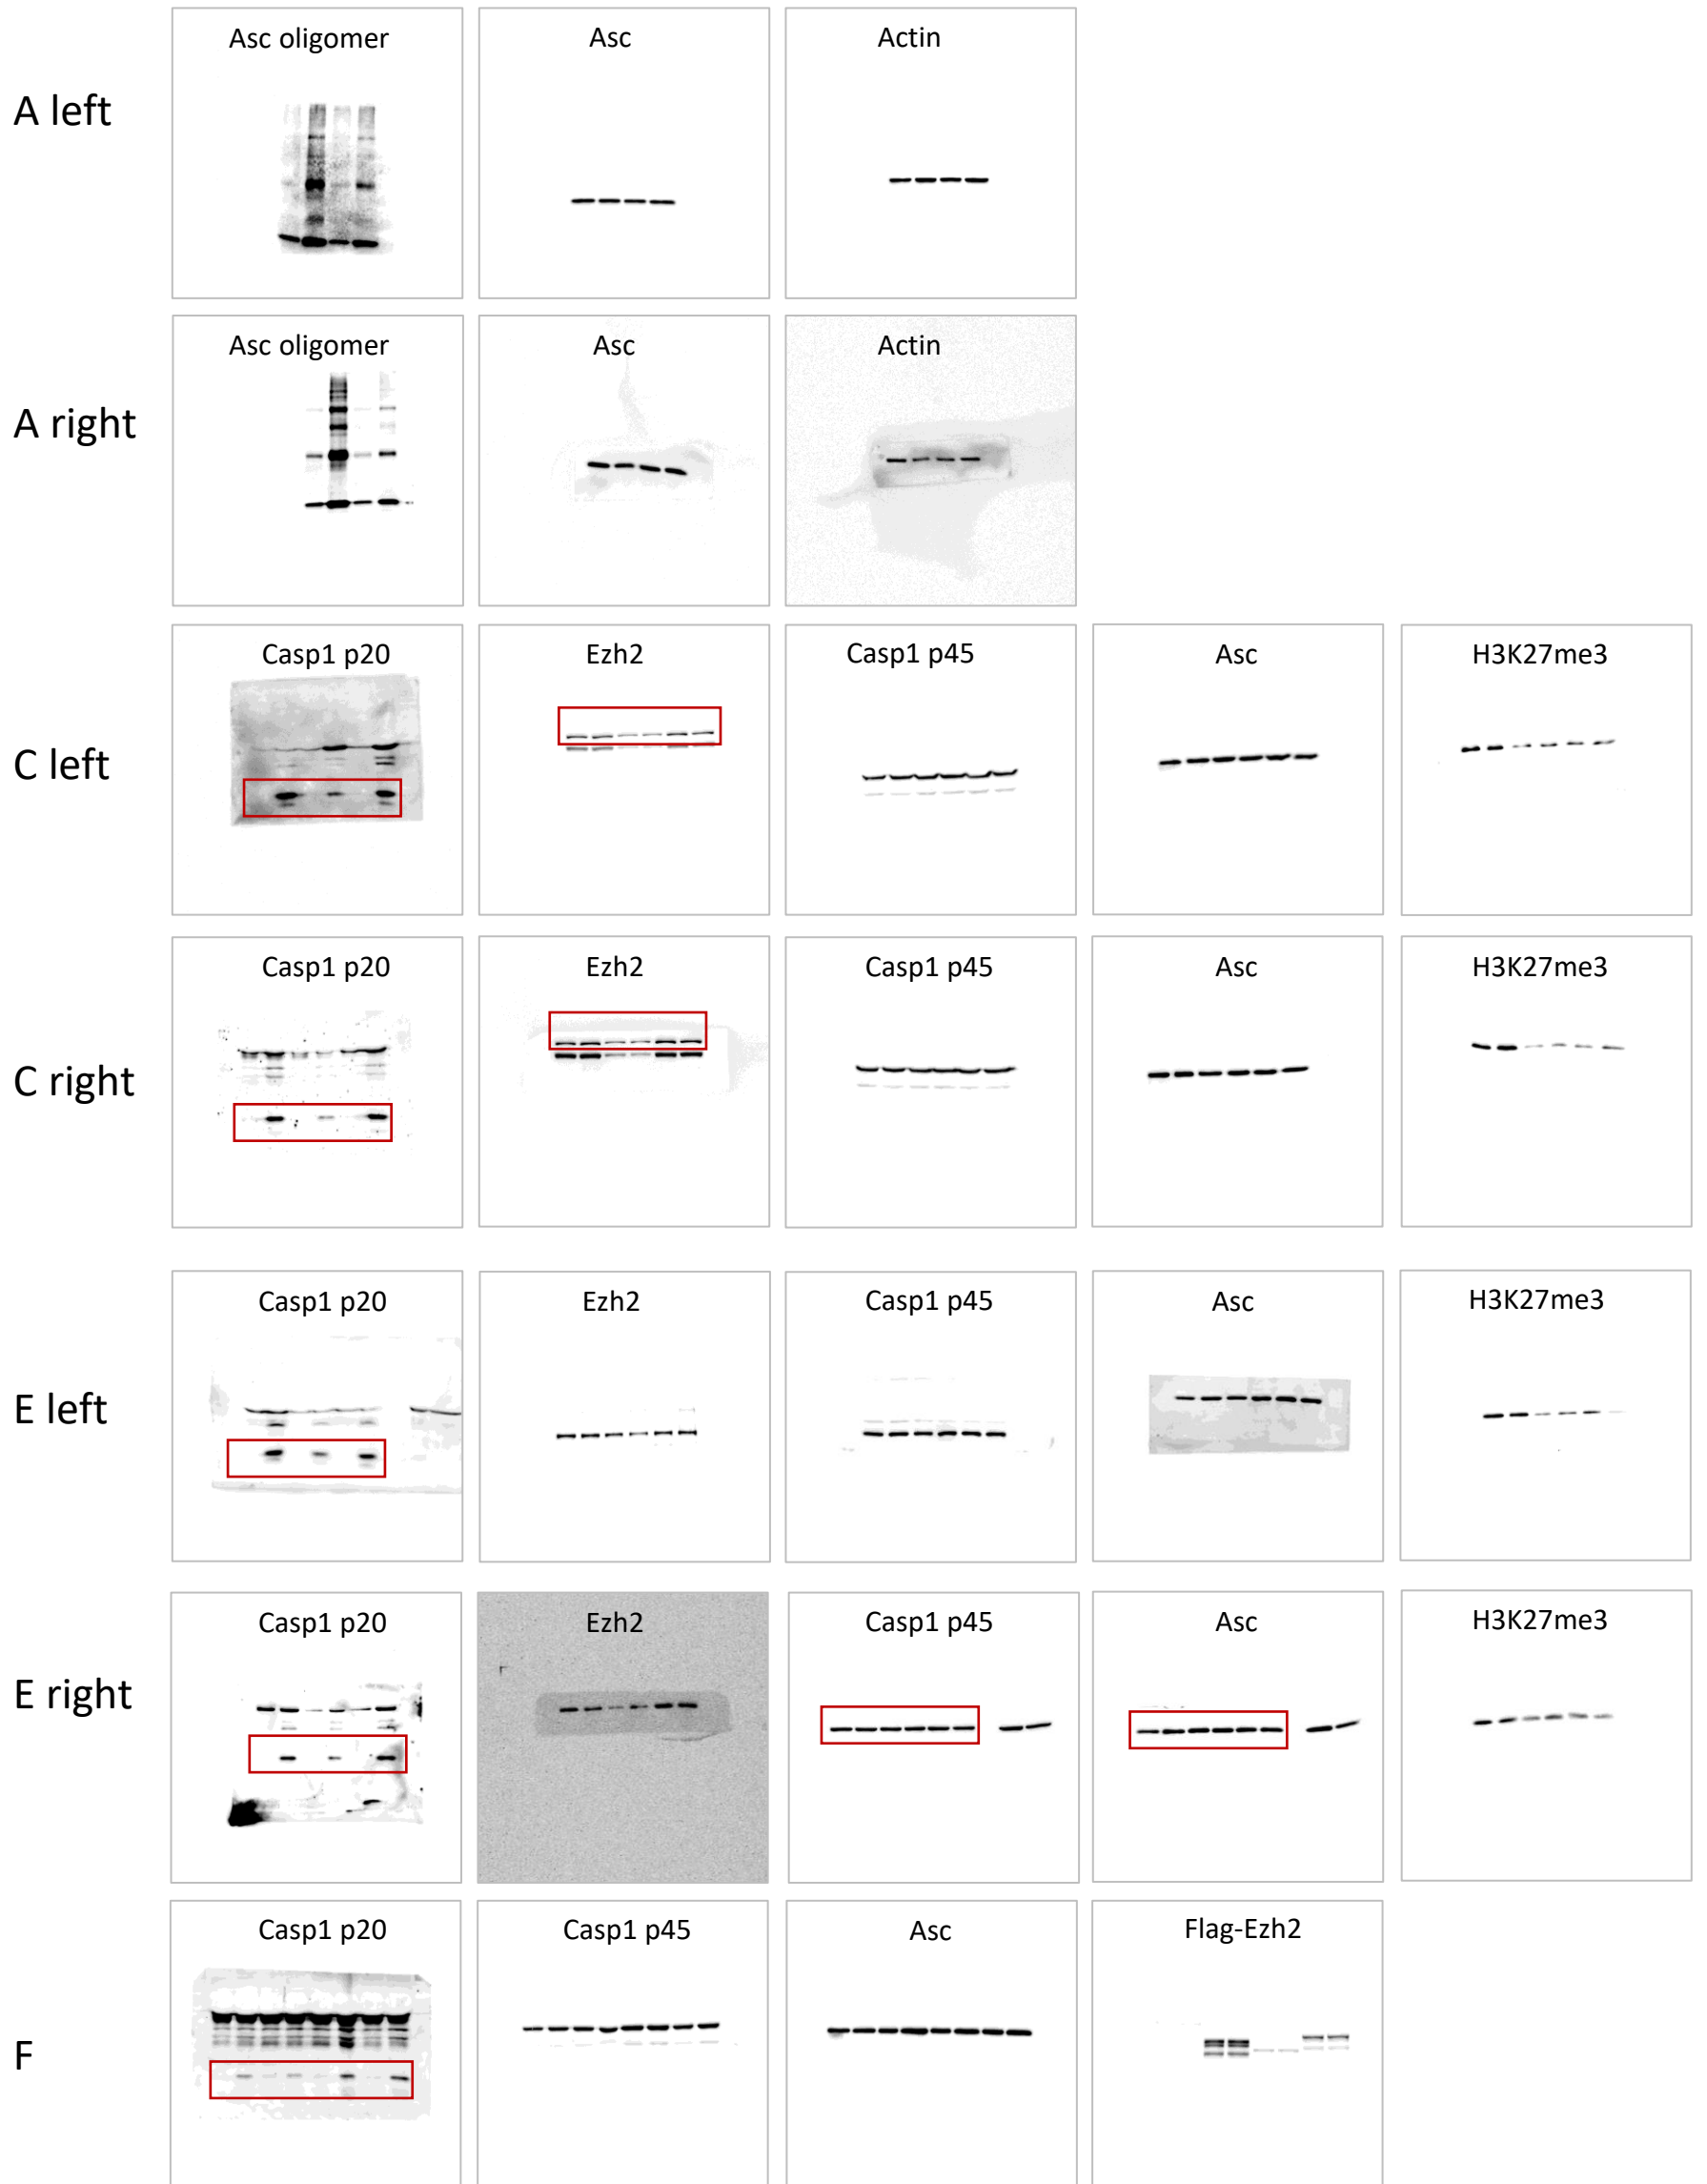 Asc oligomer Asc Actin
A left
Asc oligomer Asc Actin
A right
Casp1 p20 Ezh2 Casp1 p45 Asc H3K27me3
C left
Casp1 p20 Ezh2 Casp1 p45 Asc H3K27me3
C right
Casp1 p20 Ezh2 Casp1 p45 Asc H3K27me3
E left
Casp1 p20 Ezh2 Casp1 p45 Asc H3K27me3
E right
Casp1 p20 Casp1 p45 Asc Flag-Ezh2
F